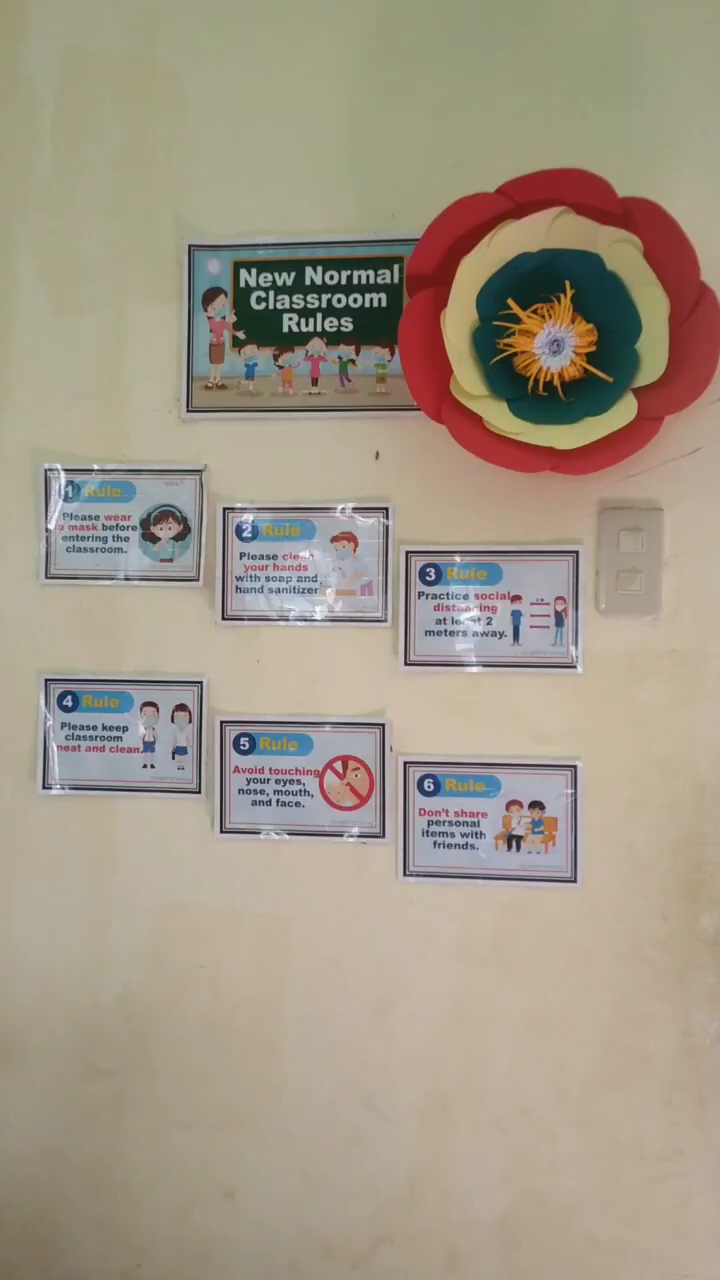 New Normal
Classroom
Rules
1 Rule
Please wear
a mask before
entering the
classroom.
2 Rule
Please clean
your hands
with soap and
hand sanitizer
3 Rule
Practice social
distancing
at least 2
meters away.
4 Rule
Please keep
classroom
neat and clean.
5 Rule
Avoid touching
your eyes,
nose, mouth,
and face.
6 Rule
Don't share
personal
items with
friends.